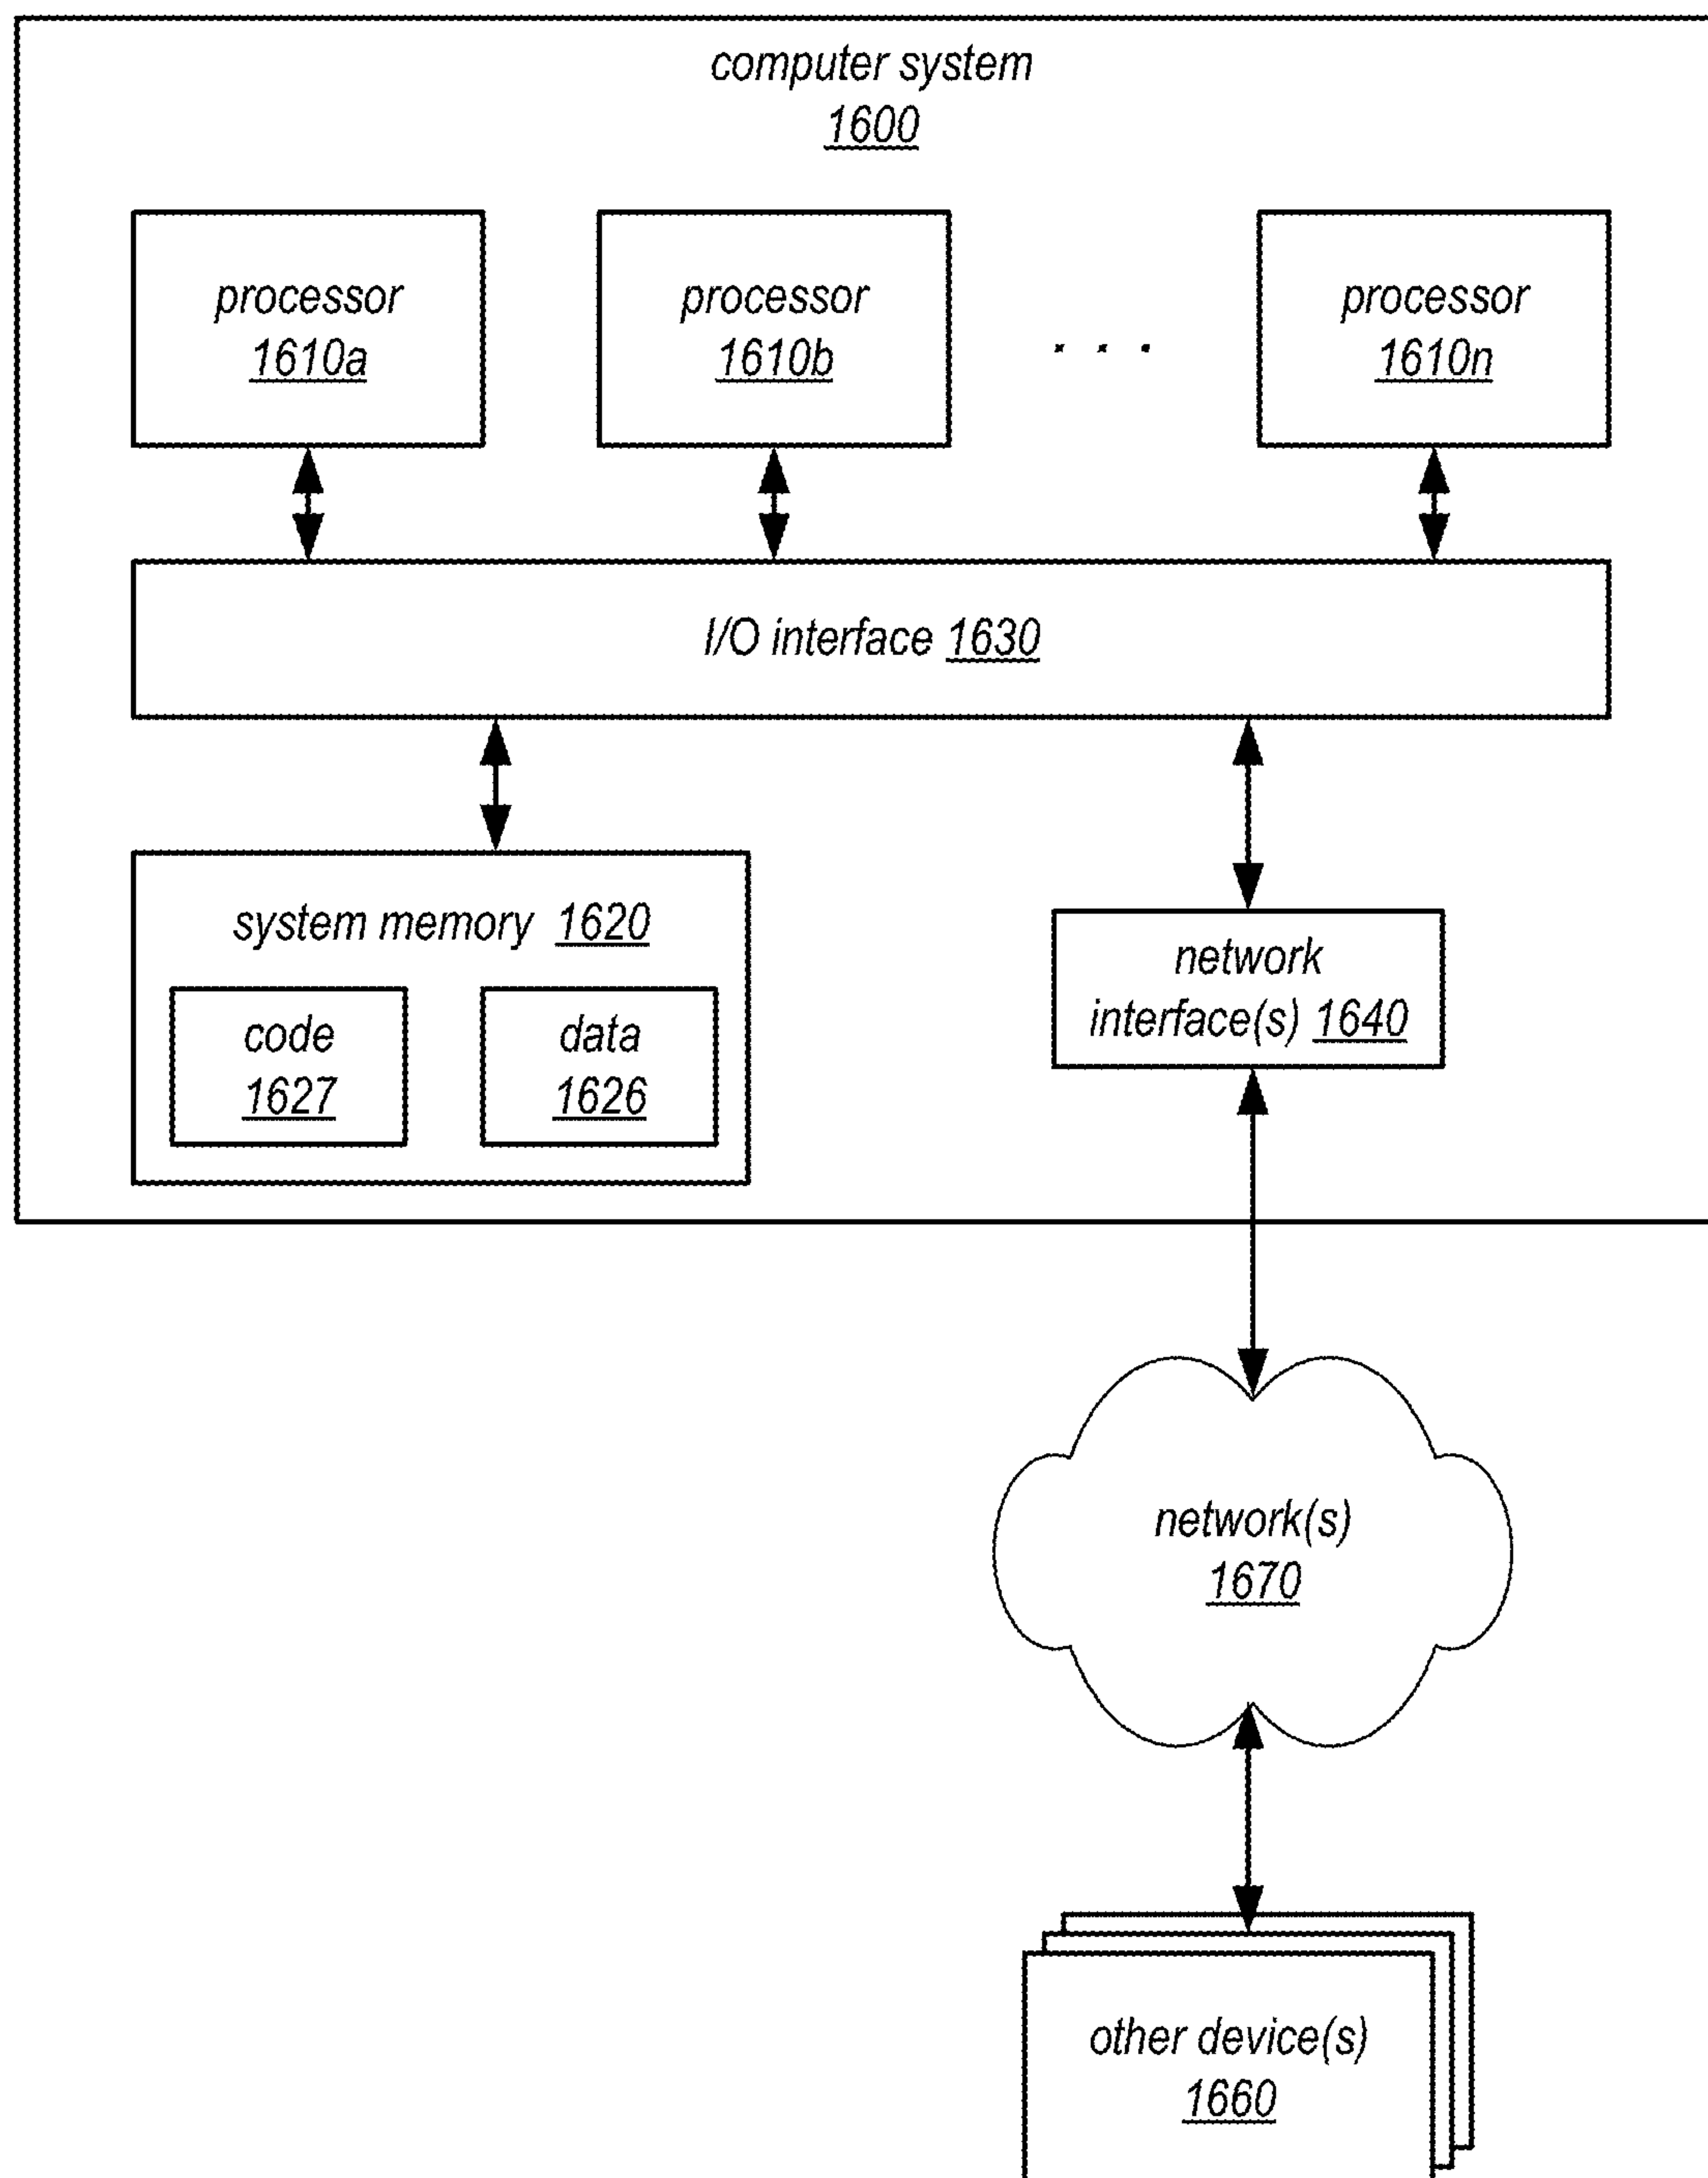 computer system
1600
processor
1610a
processor
1610b
. . .
processor
1610n
I/O interface 1630
system memory 1620
code
1627
data
1626
network
interface(s) 1640
network(s)
1670
other device(s)
1660